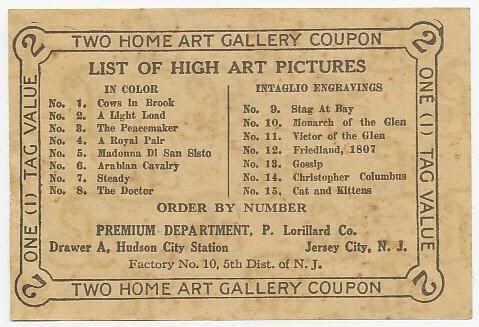 2 TWO HOME ART GALLERY COUPON 2
LIST OF HIGH ART PICTURES
IN COLOR
No. 1. Cows in Brook
No. 2. A Light Load
No. 3. The Peacemaker
No. 4. A Royal Pair
No. 5. Madonna Di San Sisto
No. 6. Arabian Cavalry
No. 7. Steady
No. 8. The Doctor
INTAGLIO ENGRAVINGS
No. 9. Stag At Bay
No. 10. Monarch of the Glen
No. 11. Victor of the Glen
No. 12. Friedland, 1807
No. 13. Gossip
No. 14. Christopher Columbus
No. 15. Cat and Kittens
ORDER BY NUMBER
PREMIUM DEPARTMENT, P. Lorillard Co.
Drawer A, Hudson City Station Jersey City, N. J.
Factory No. 10, 5th Dist. of N. J.
ONE (1) TAG VALUE
ONE (1) TAG VALUE
2 TWO HOME ART GALLERY COUPON 2